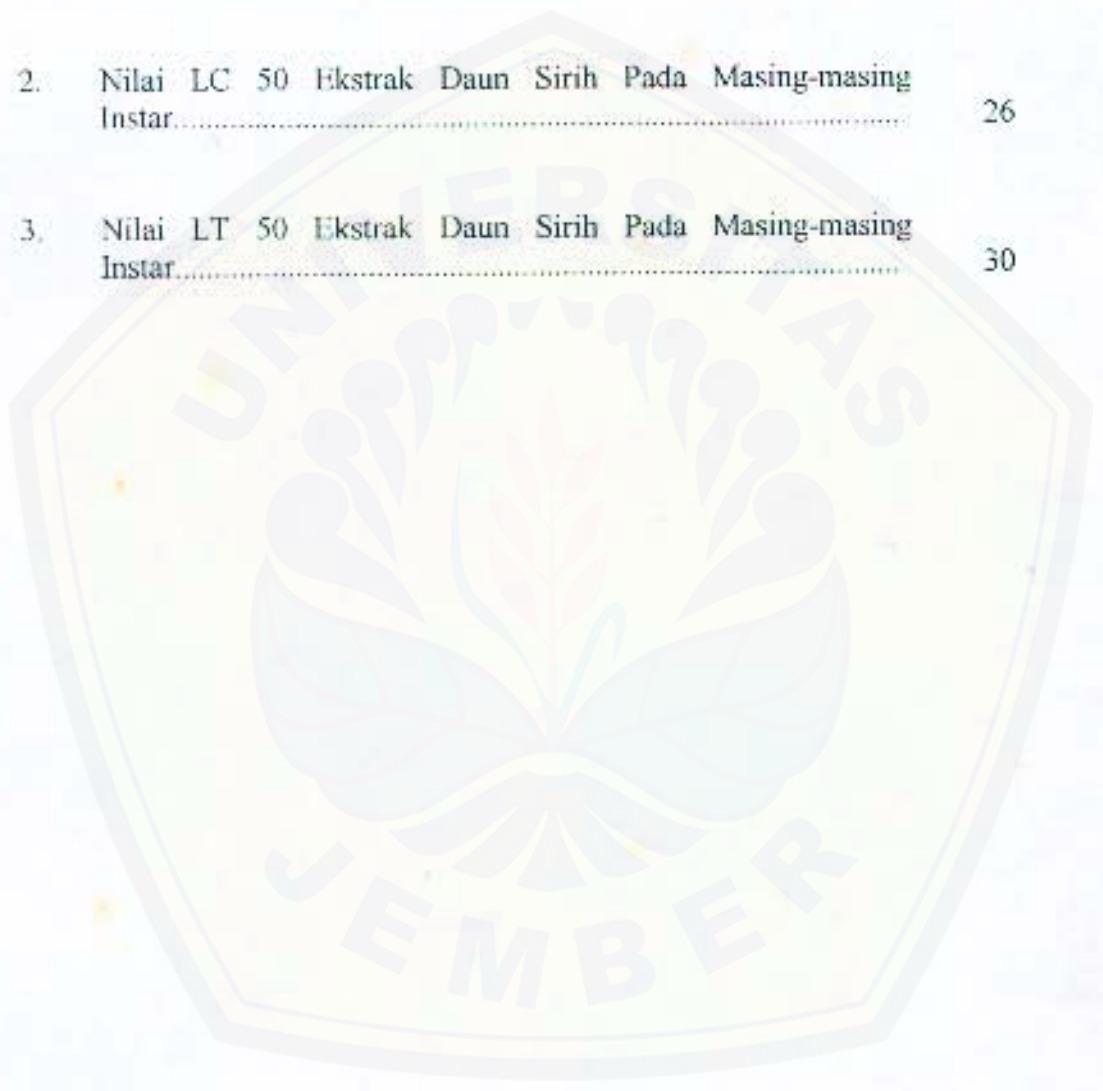 2. Nilai LC 50 Ekstrak Daun Sirih Pada Masing-masing
Instar........................................................................ 26
3. Nilai LT 50 Ekstrak Daun Sirih Pada Masing-masing
Instar........................................................................ 30
UNIVERSITAS
JEMBER